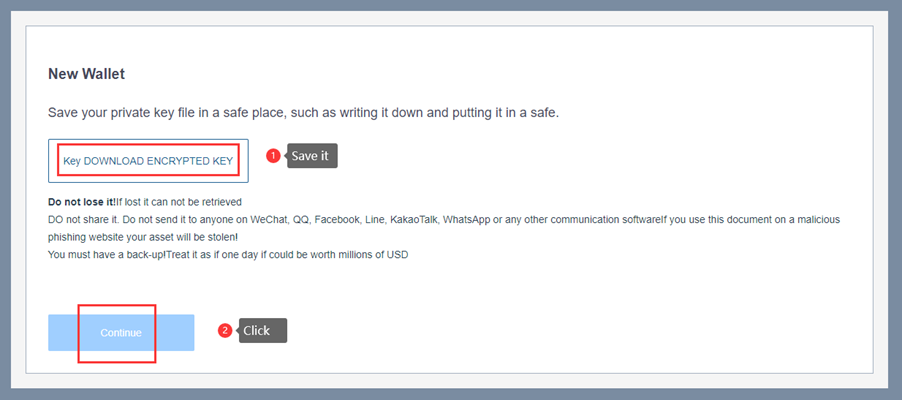 New Wallet
Save your private key file in a safe place, such as writing it down and putting it in a safe.
Key DOWNLOAD ENCRYPTED KEY
1 Save it
Do not lose it!If lost it can not be retrieved
DO not share it. Do not send it to anyone on WeChat, QQ, Facebook, Line, KakaoTalk, WhatsApp or any other communication softwareIf you use this document on a malicious
phishing website your asset will be stolen!
You must have a back-up!Treat it as if one day if could be worth millions of USD
Continue
2 Click